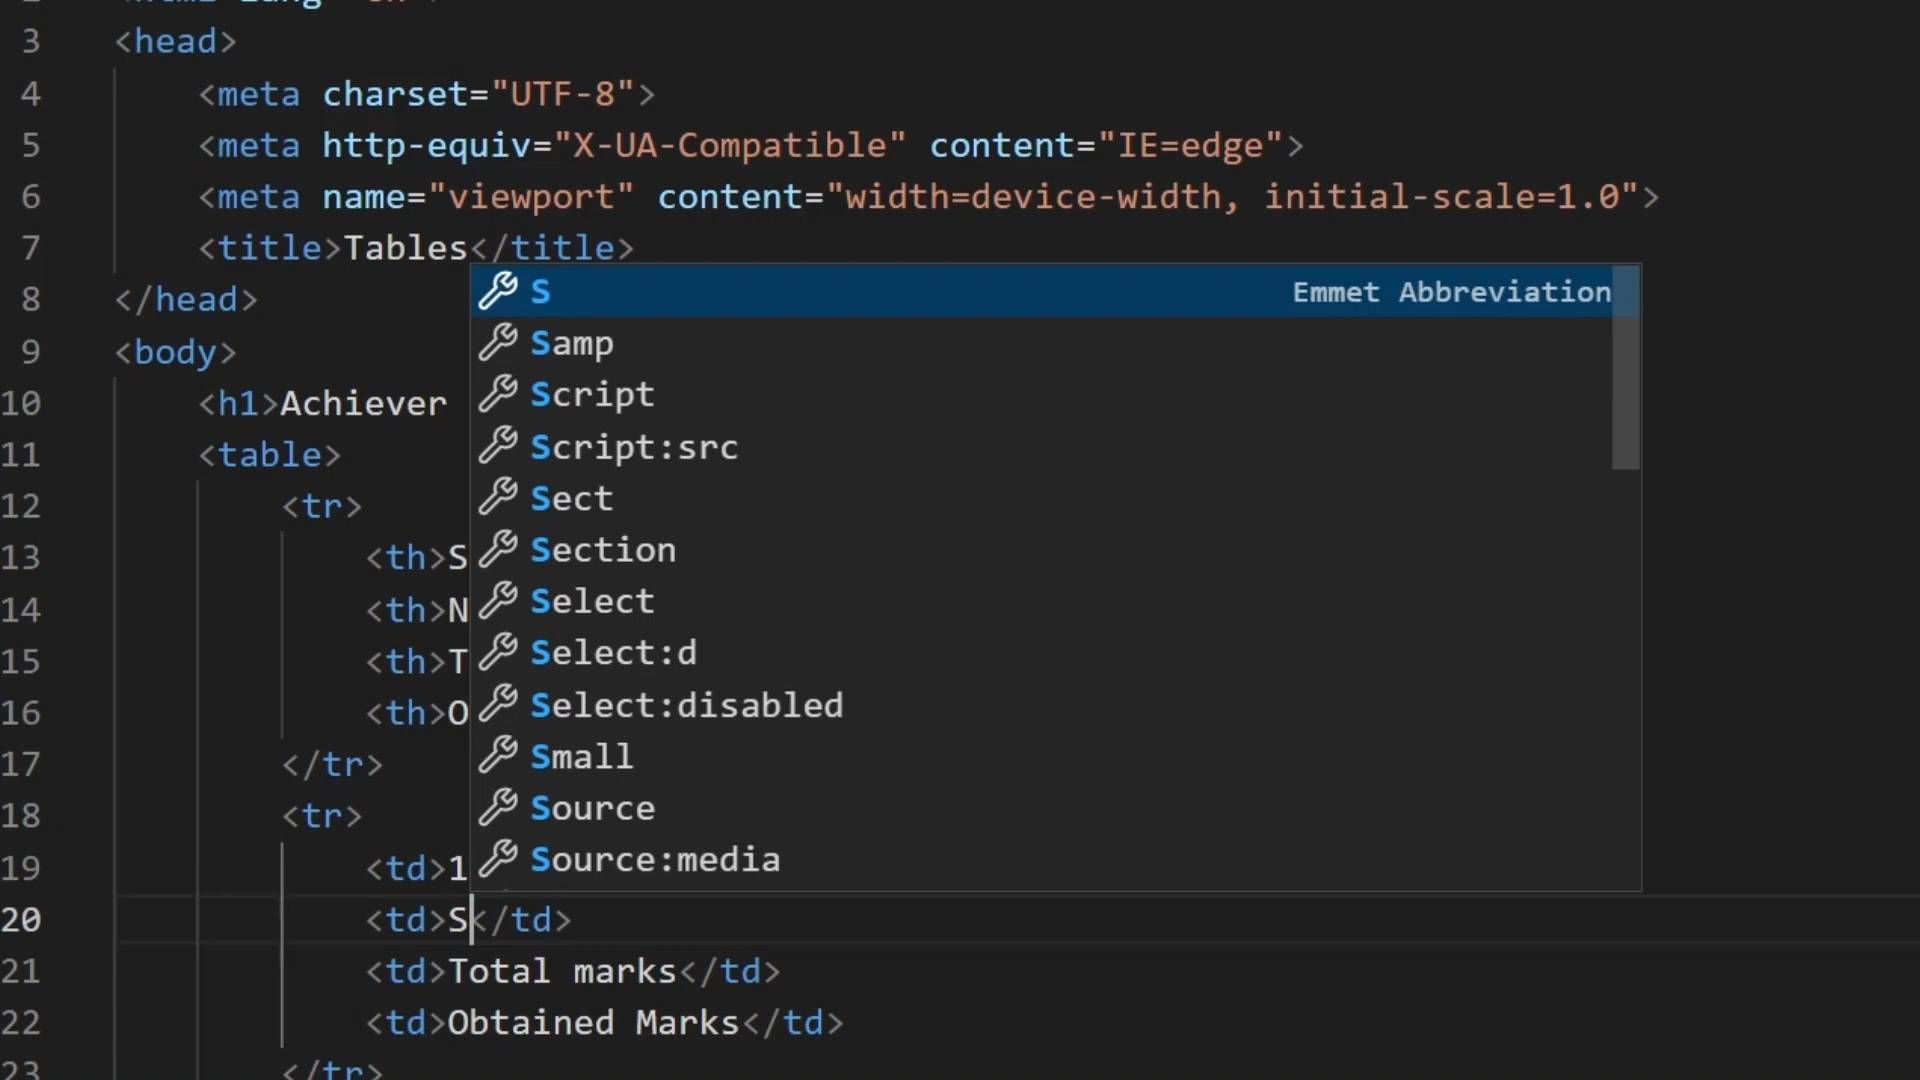 3 <head>
4 <meta charset="UTF-8">
5 <meta http-equiv="X-UA-Compatible" content="IE=edge">
6 <meta name="viewport" content="width=device-width, initial-scale=1.0">
7 <title>Tables</title>
8 </head>
9 <body>
10 <h1>Achiever
11 <table>
12 <tr>
13 <th>S
14 <th>N
15 <th>T
16 <th>O
17 </tr>
18 <tr>
19 <td>1
20 <td>S</td>
21 <td>Total marks</td>
22 <td>Obtained Marks</td>
23 </tr>
S Emmet Abbreviation
Samp
Script
Script:src
Sect
Section
Select
Select:d
Select:disabled
Small
Source
Source:media